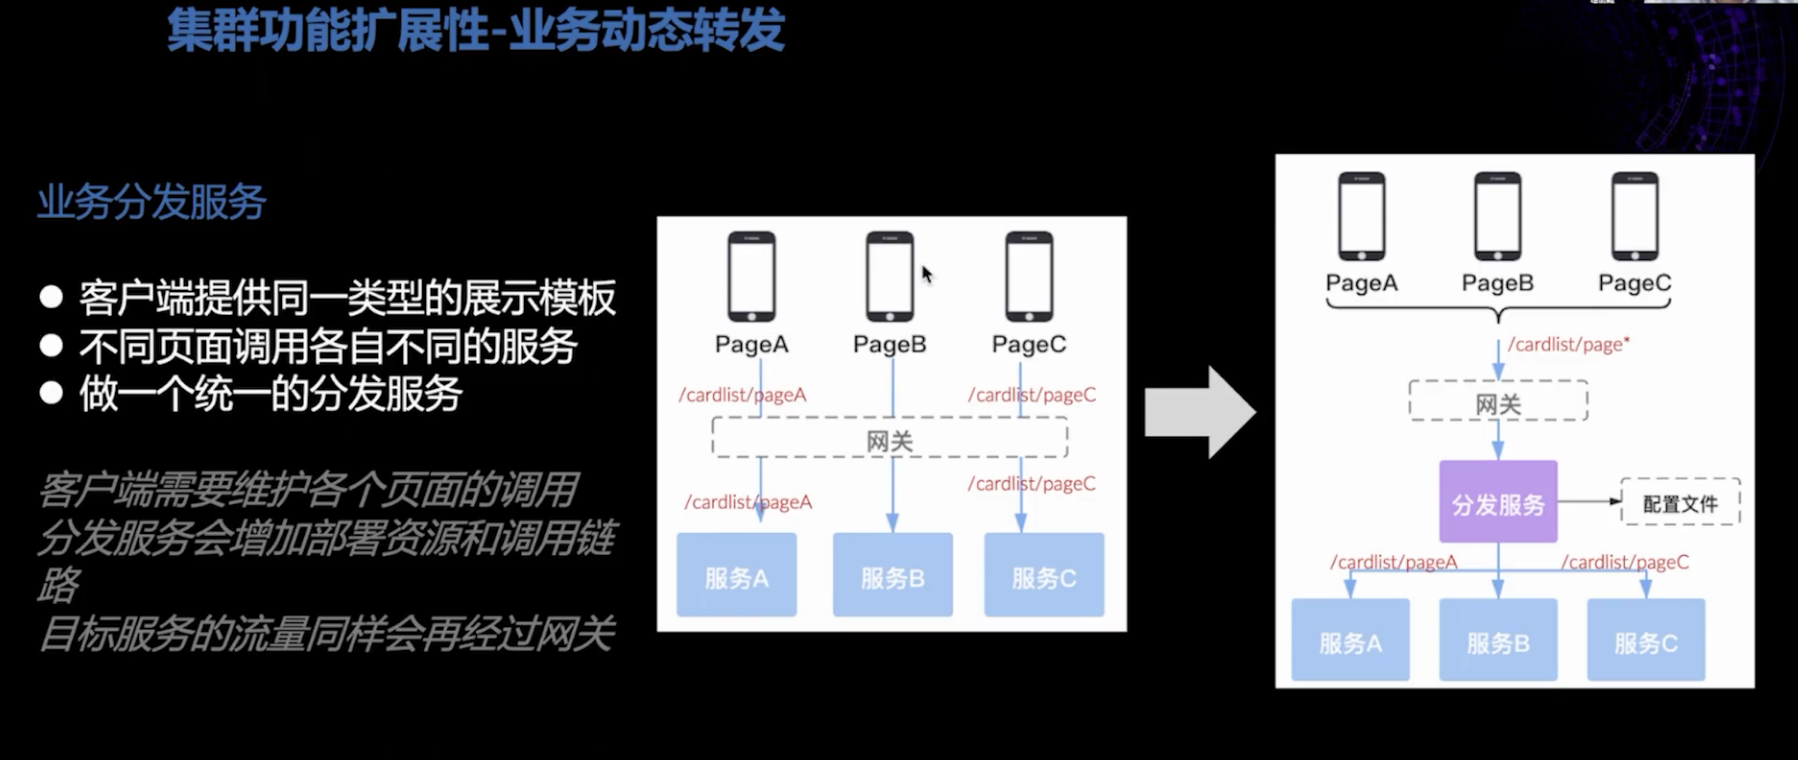 集群功能扩展性-业务动态转发
业务分发服务
客户端提供同一类型的展示模板
不同页面调用各自不同的服务
做一个统一的分发服务
客户端需要维护各个页面的调用
分发服务会增加部署资源和调用链
路
目标服务的流量同样会再经过网关
PageA PageB PageC
/cardlist/pageA /cardlist/pageC
网关
/cardlist/pageA /cardlist/pageC
服务A 服务B 服务C
PageA PageB PageC
/cardlist/page*
网关
分发服务 配置文件
/cardlist/pageA /cardlist/pageC
服务A 服务B 服务C